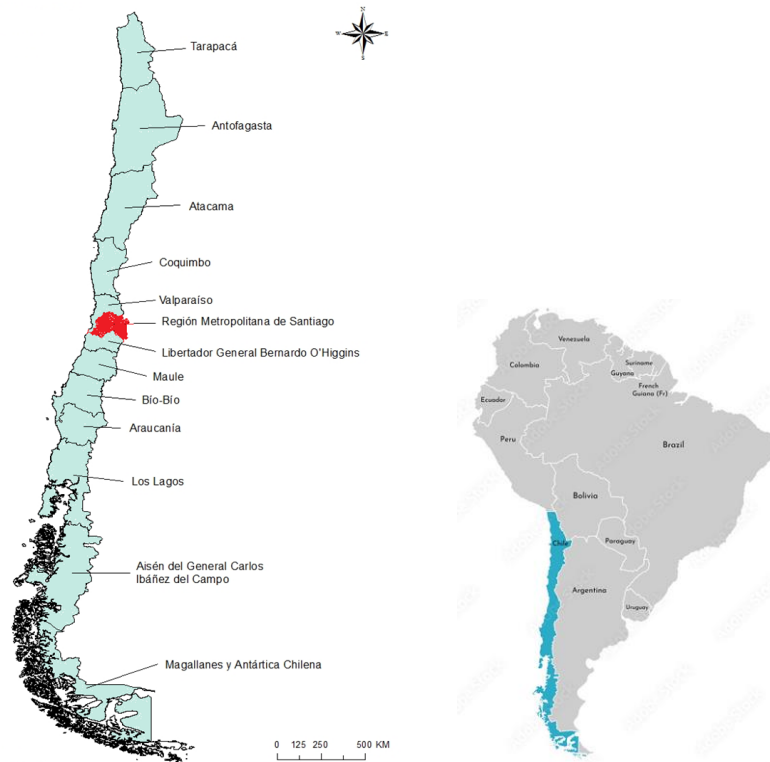 N
W
E
S
Tarapacá
Antofagasta
Atacama
Coquimbo
Valparaíso
Región Metropolitana de Santiago
Libertador General Bernardo O'Higgins
Maule
Bío-Bío
Araucanía
Los Lagos
Aisén del General Carlos
Ibáñez del Campo
Magallanes y Antártica Chilena
0 125 250 500 KM
Venezuela
Colombia
Suriname
Guyana
French
Guiana (Fr)
Ecuador
Peru
Brazil
Bolivia
Chile
Paraguay
Argentina
Uruguay